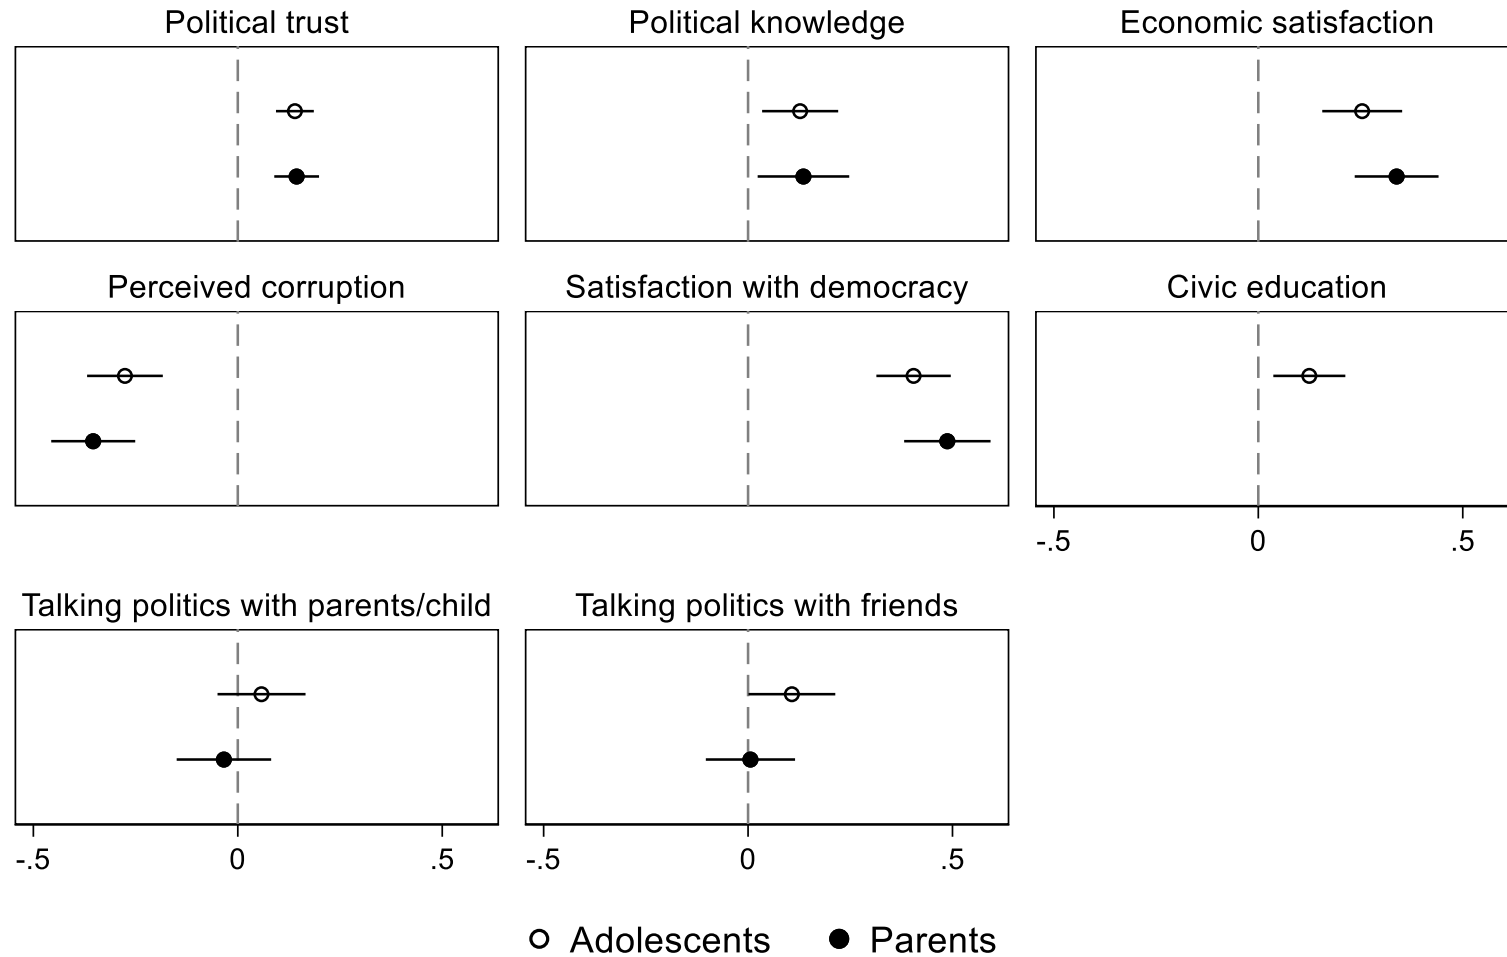 Political trust
Political knowledge
Economic satisfaction
Perceived corruption
Satisfaction with democracy
Civic education
-.5 0 .5
Talking politics with parents/child
Talking politics with friends
-.5 0 .5
-.5 0 .5
Adolescents
Parents